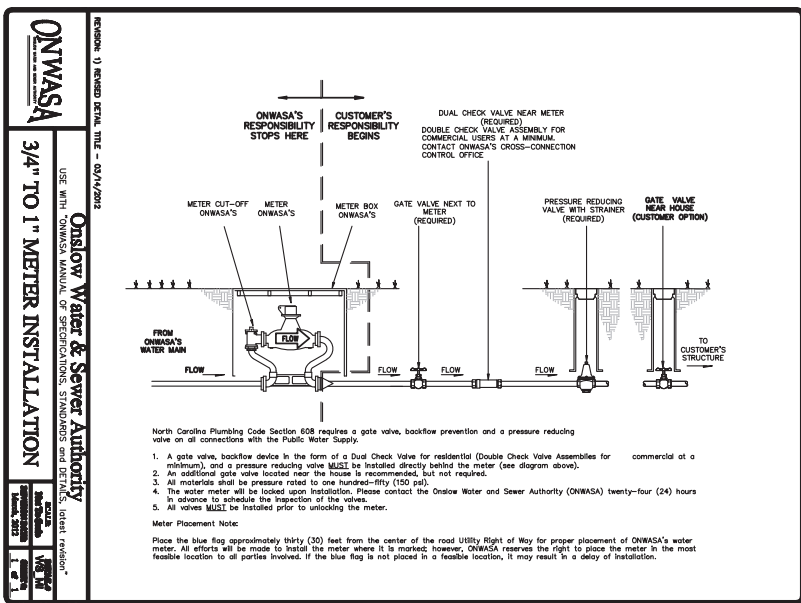 ONWASA'S
RESPONSIBILITY
STOPS HERE
CUSTOMER'S
RESPONSIBILITY
BEGINS
DUAL CHECK VALVE NEAR METER
(REQUIRED)
DOUBLE CHECK VALVE ASSEMBLY FOR
COMMERCIAL USERS AT A MINIMUM.
CONTACT ONWASA'S CROSS-CONNECTION
CONTROL OFFICE
METER CUT-OFF
ONWASA'S
METER
ONWASA'S
METER BOX
ONWASA'S
GATE VALVE NEXT TO
METER
(REQUIRED)
PRESSURE REDUCING
VALVE WITH STRAINER
(REQUIRED)
GATE VALVE
NEAR HOUSE
(CUSTOMER OPTION)
FROM
ONWASA'S
WATER MAIN
FLOW
FLOW
FLOW
FLOW
FLOW
TO
CUSTOMER'S
STRUCTURE
North Carolina Plumbing Code Section 608 requires a gate valve, backflow prevention and a pressure reducing
valve on all connections with the Public Water Supply.
1. A gate valve, backflow device in the form of a Dual Check Valve for residential (Double Check Valve Assemblies for commercial at a
minimum), and a pressure reducing valve MUST be installed directly behind the meter (see diagram above).
2. An additional gate valve located near the house is recommended, but not required.
3. All materials shall be pressure rated to one hundred-fifty (150 psi).
4. The water meter will be locked upon installation. Please contact the Onslow Water and Sewer Authority (ONWASA) twenty-four (24) hours
in advance to schedule the inspection of the valves.
5. All valves MUST be installed prior to unlocking the meter.
Meter Placement Note:
Place the blue flag approximately thirty (30) feet from the center of the road Utility Right of Way for proper placement of ONWASA's water
meter. All efforts will be made to install the meter where it is marked; however, ONWASA reserves the right to place the meter in the most
feasible location to all parties involved. If the blue flag is not placed in a feasible location, it may result in a delay of installation.
REVISION: 1) REVISED DETAIL TITLE - 03/14/2012
ONWASA
Onslow Water & Sewer Authority
USE WITH "ONWASA MANUAL OF SPECIFICATIONS, STANDARDS and DETAILS, latest revision"
3/4" TO 1" METER INSTALLATION
SCALE:
March, 2012